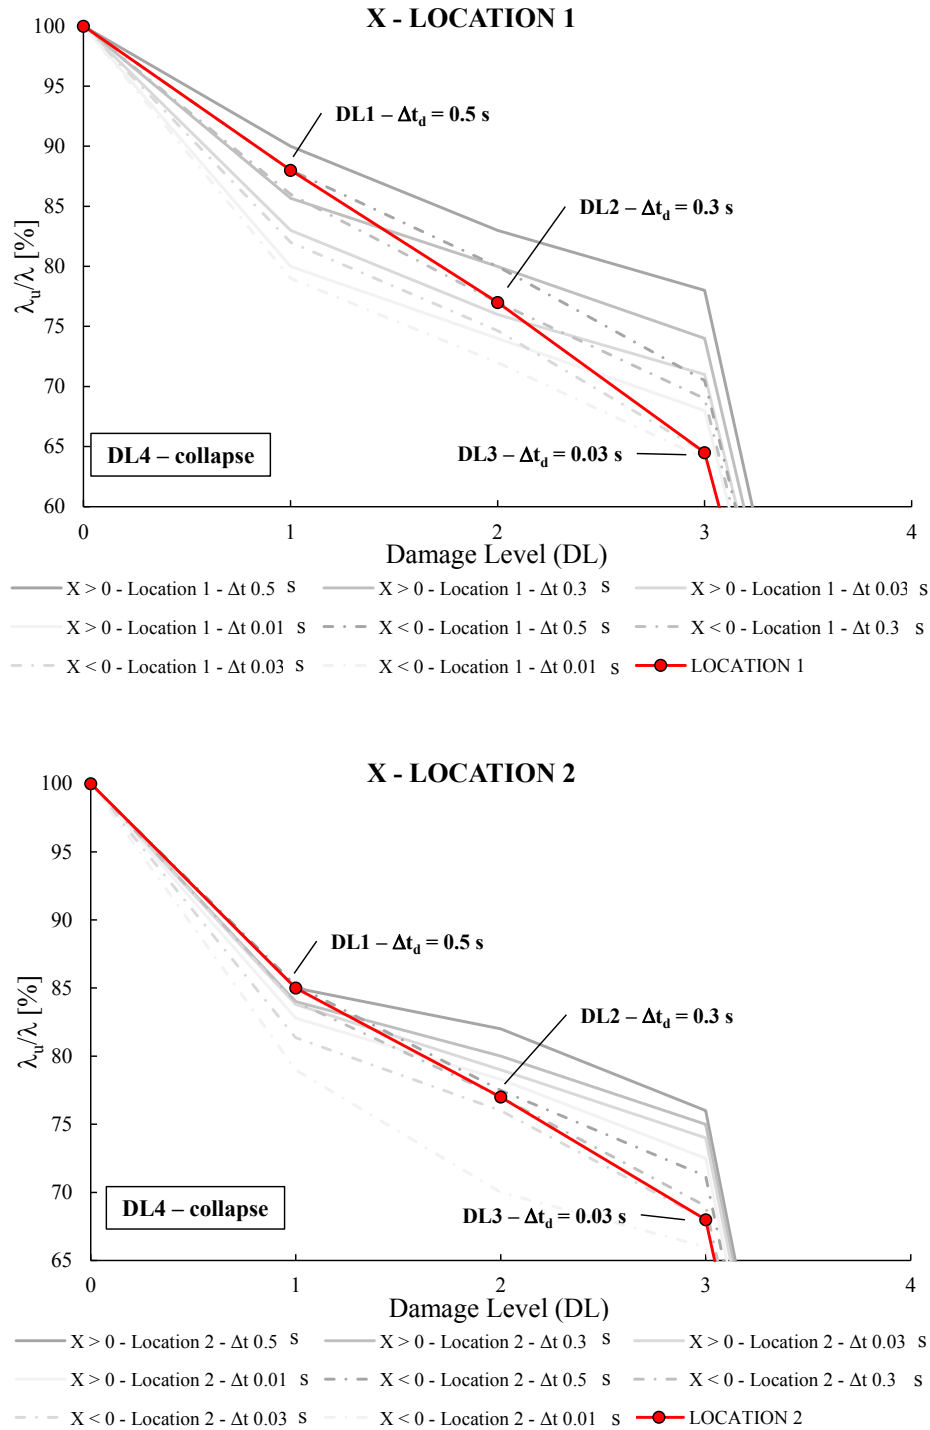 X - LOCATION 1
100
95
90
85
80
75
70
65
60
λu/λ [%]
DL1 – Δtd = 0.5 s
DL2 – Δtd = 0.3 s
DL3 – Δtd = 0.03 s
DL4 – collapse
0 1 2 3 4
Damage Level (DL)
X > 0 - Location 1 - Δt 0.5 s X > 0 - Location 1 - Δt 0.3 s X > 0 - Location 1 - Δt 0.03 s
X > 0 - Location 1 - Δt 0.01 s X < 0 - Location 1 - Δt 0.5 s X < 0 - Location 1 - Δt 0.3 s
X < 0 - Location 1 - Δt 0.03 s X < 0 - Location 1 - Δt 0.01 s LOCATION 1
X - LOCATION 2
100
95
90
85
80
75
70
65
λu/λ [%]
DL1 – Δtd = 0.5 s
DL2 – Δtd = 0.3 s
DL3 – Δtd = 0.03 s
DL4 – collapse
0 1 2 3 4
Damage Level (DL)
X > 0 - Location 2 - Δt 0.5 s X > 0 - Location 2 - Δt 0.3 s X > 0 - Location 2 - Δt 0.03 s
X > 0 - Location 2 - Δt 0.01 s X < 0 - Location 2 - Δt 0.5 s X < 0 - Location 2 - Δt 0.3 s
X < 0 - Location 2 - Δt 0.03 s X < 0 - Location 2 - Δt 0.01 s LOCATION 2